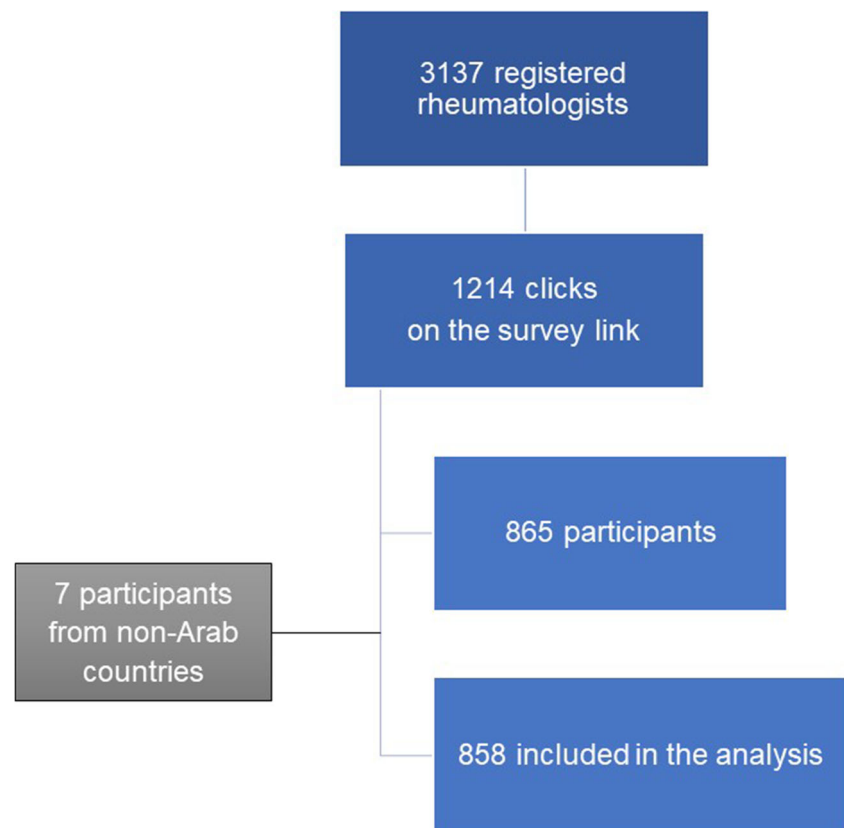 3137 registered
rheumatologists
1214 clicks
on the survey link
865 participants
7 participants
from non-Arab
countries
858 included in the analysis